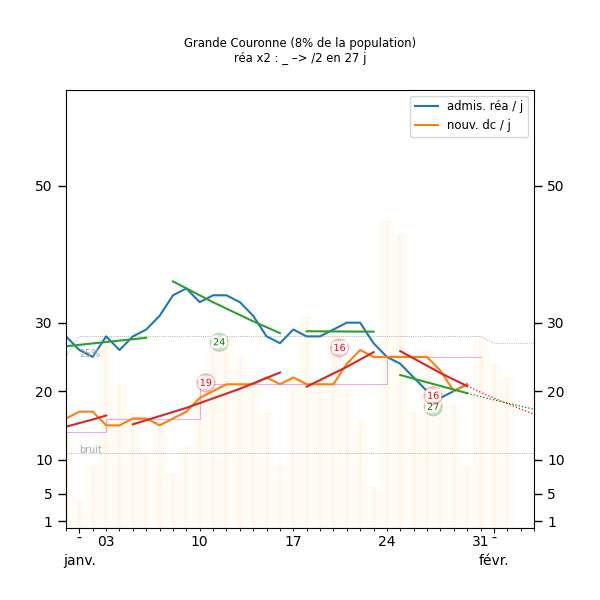 Grande Couronne (8% de la population)
réa x2 : _ –> /2 en 27 j
admis. réa / j
nouv. dc / j
50 50
30 30
24 16
25%
19
20 20
16
27
bruit
10 10
5 5
1 1
- 03 10 17 24 31 -
janv. févr.